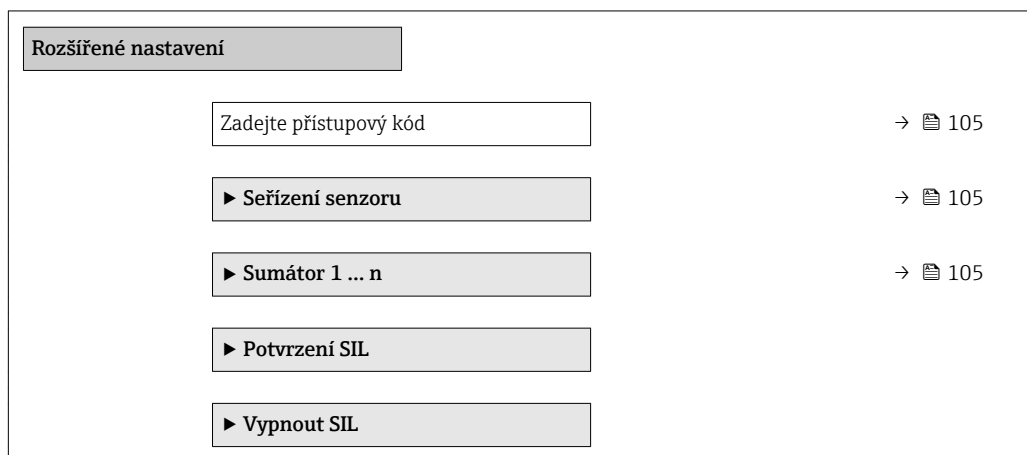 Rozšířené nastavení
Zadejte přístupový kód → 105
▶ Seřízení senzoru → 105
▶ Sumátor 1 … n → 105
▶ Potvrzení SIL
▶ Vypnout SIL